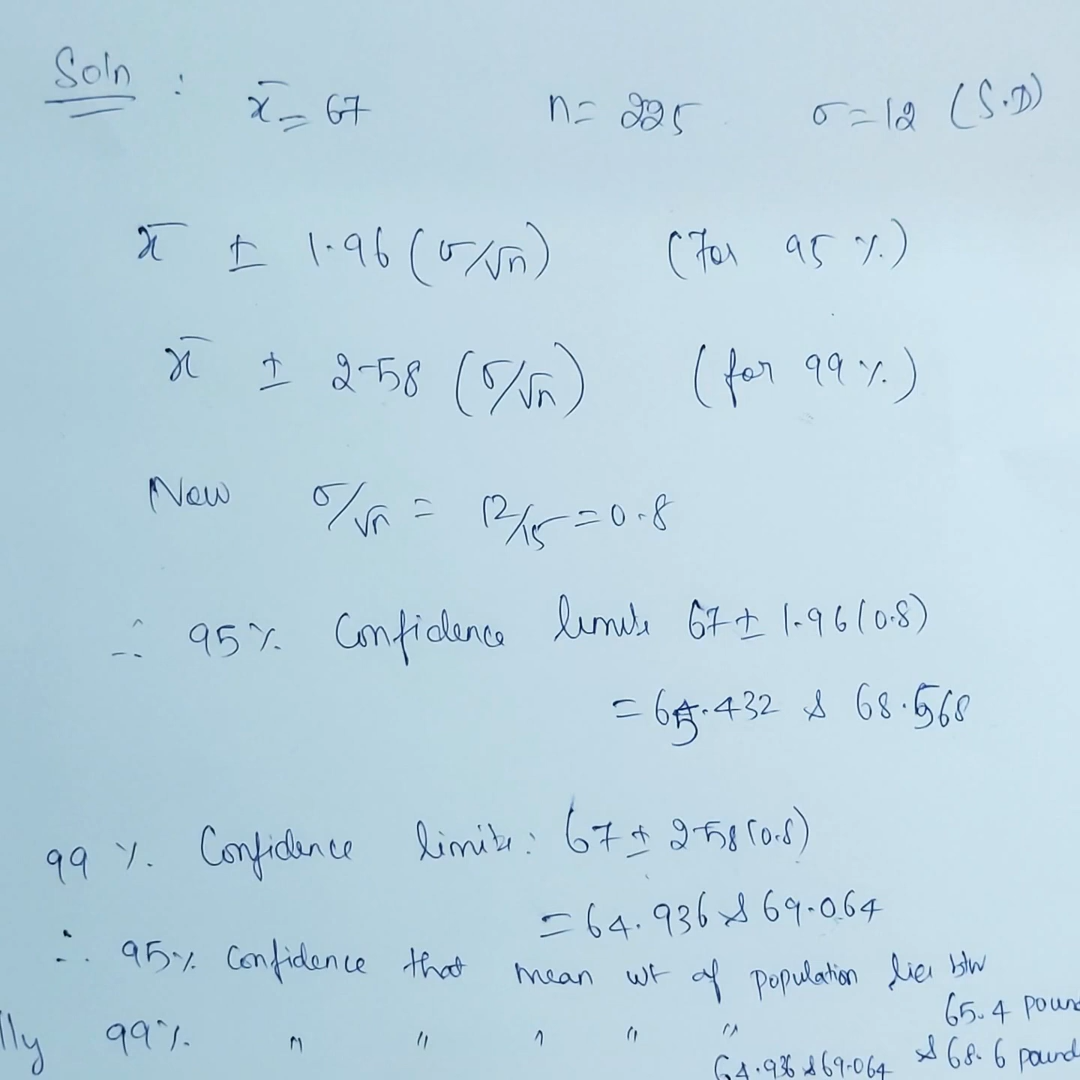 Soln : x̄ = 67 n = 225 σ = 12 (S.D)
x̄ ± 1.96 (σ/√n) (For 95 %)
x̄ ± 2.58 (σ/√n) (for 99 %)
Now σ/√n = 12/15 = 0.8
∴ 95% Confidence limits 67 ± 1.96 (0.8)
= 65.432 & 68.568
99 %. Confidence limits: 67 ± 2.58 (0.8)
= 64.936 & 69.064
∴ 95% Confidence that mean wt of population lies btw
65.4 pound
lly 99% " " " " "
64.936 & 69.064 & 68.6 pound